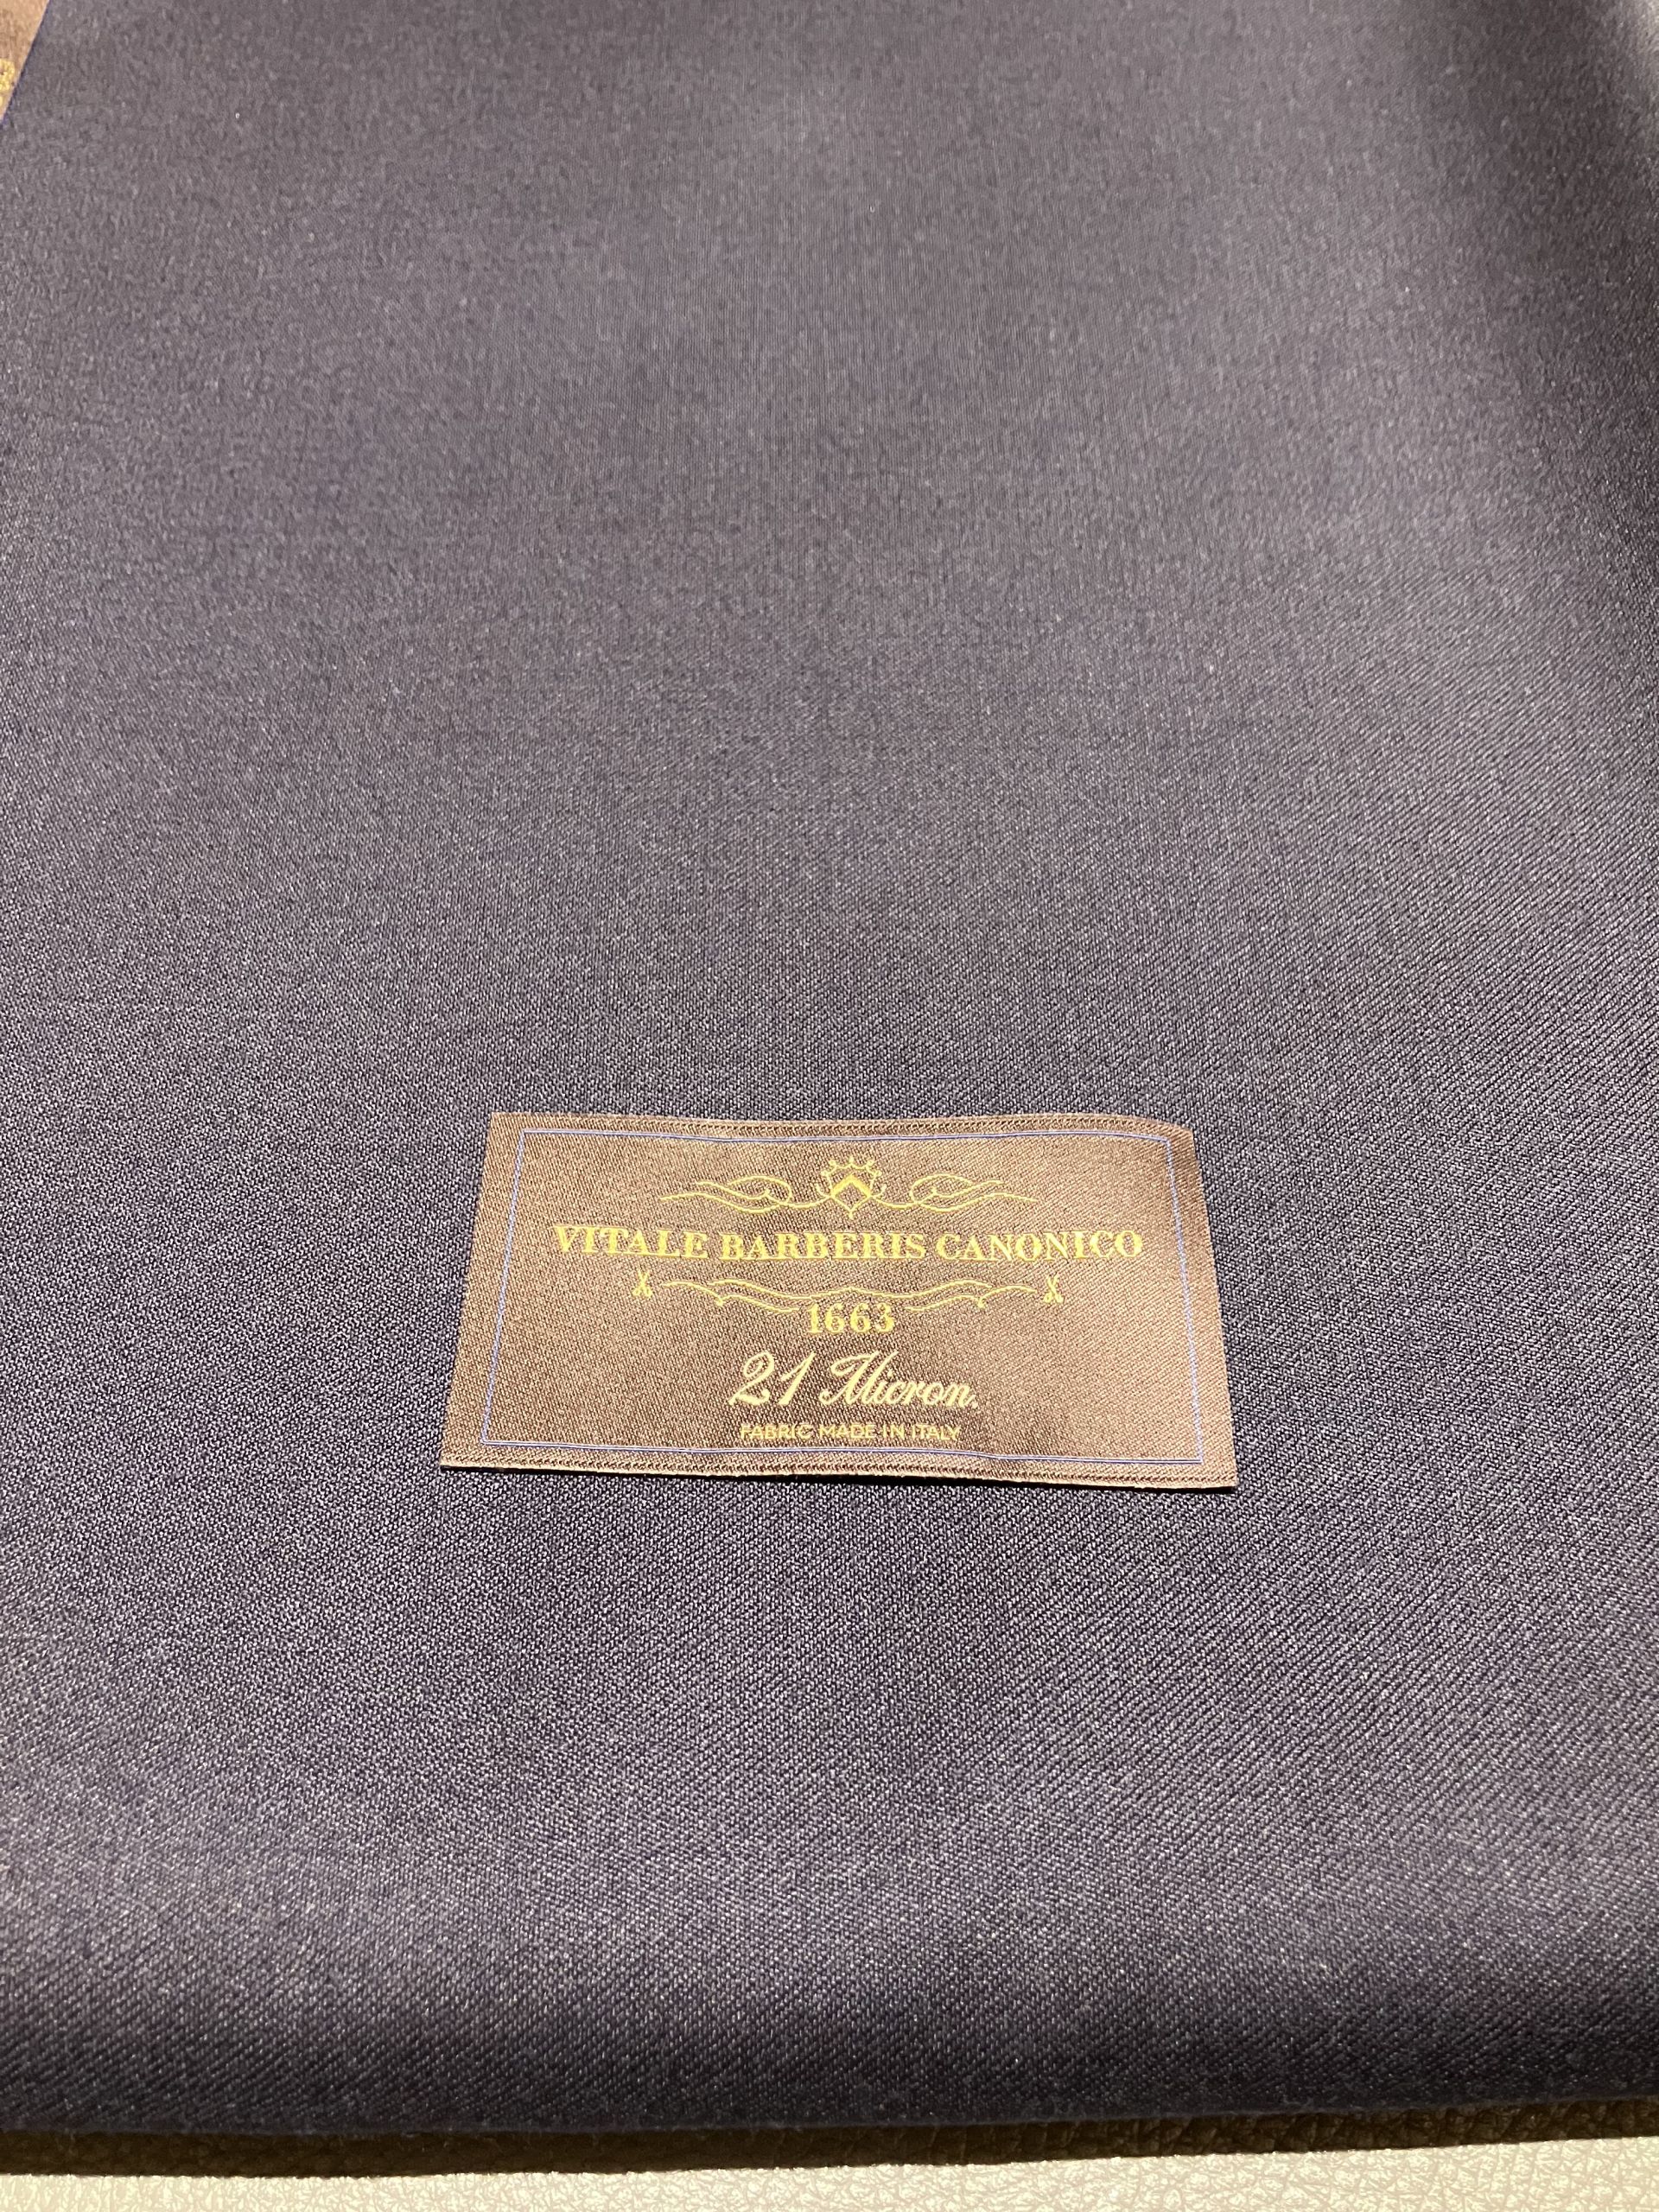 VITALE BARBERIS CANONICO
1663
21 Micron.
FABRIC MADE IN ITALY